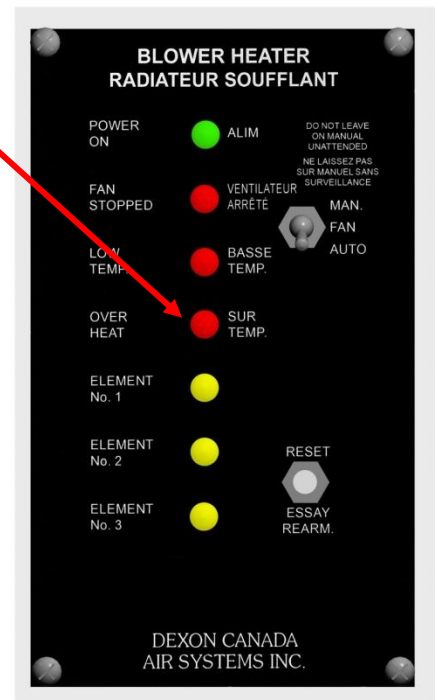 BLOWER HEATER
RADIATEUR SOUFFLANT
POWER
ON
ALIM
DO NOT LEAVE
ON MANUAL
UNATTENDED
NE LAISSEZ PAS
SUR MANUEL SANS
SURVEILLANCE
FAN
STOPPED
VENTILATEUR
ARRÊTÉ
MAN.
FAN
AUTO
LOW
TEMP.
BASSE
TEMP.
OVER
HEAT
SUR
TEMP.
ELEMENT
No. 1
ELEMENT
No. 2
RESET
ELEMENT
No. 3
ESSAY
REARM.
DEXON CANADA
AIR SYSTEMS INC.